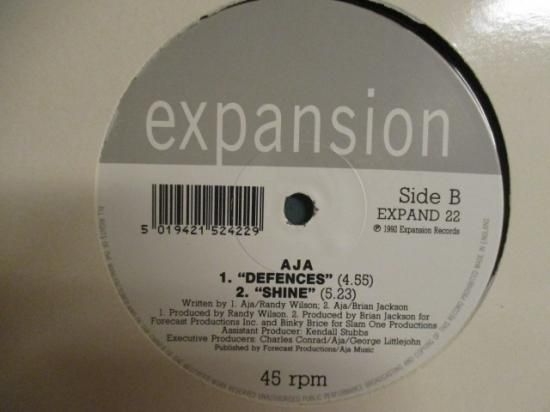 expansion
Side B
EXPAND 22
℗ 1992 Expansion Records
5 019421 524229
AJA
1. "DEFENCES" (4.55)
2. "SHINE" (5.23)
Written by 1. Aja/Randy Wilson; 2. Aja/Brian Jackson
1. Produced by Randy Wilson. 2. Produced by Brian Jackson for
Forecast Productions Inc. and Binky Brice for Slam One Productions
Assistant Producer: Kendall Stubbs
Executive Producers: Charles Conrad/Aja/George Littlejohn
Published by Forecast Productions/Aja Music
45 rpm